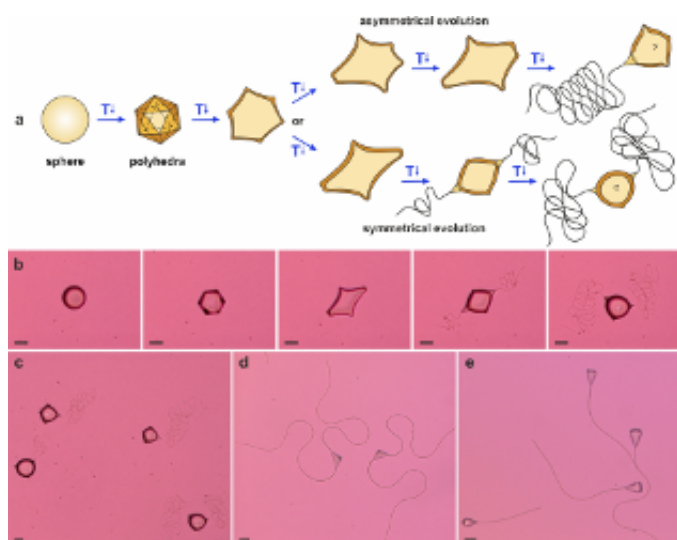 asymmetrical evolution
a
T↓
T↓
T↓
or
T↓
T↓
T↓
T↓
T↓
sphere
polyhedra
symmetrical evolution
b
c
d
e